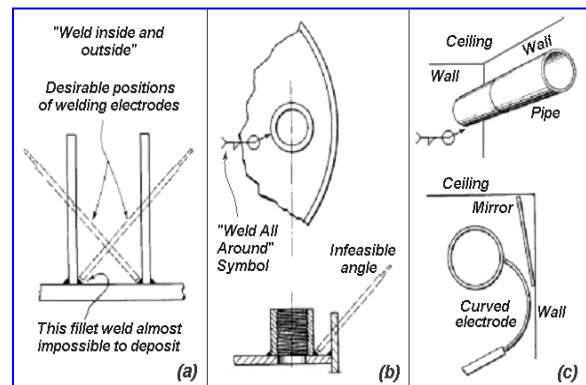 "Weld inside and
outside"
Desirable positions
of welding electrodes
This fillet weld almost
impossible to deposit
(a)
"Weld All
Around"
Symbol
Infeasible
angle
(b)
Ceiling
Wall
Wall
Pipe
Ceiling
Mirror
Curved
electrode
Wall
(c)